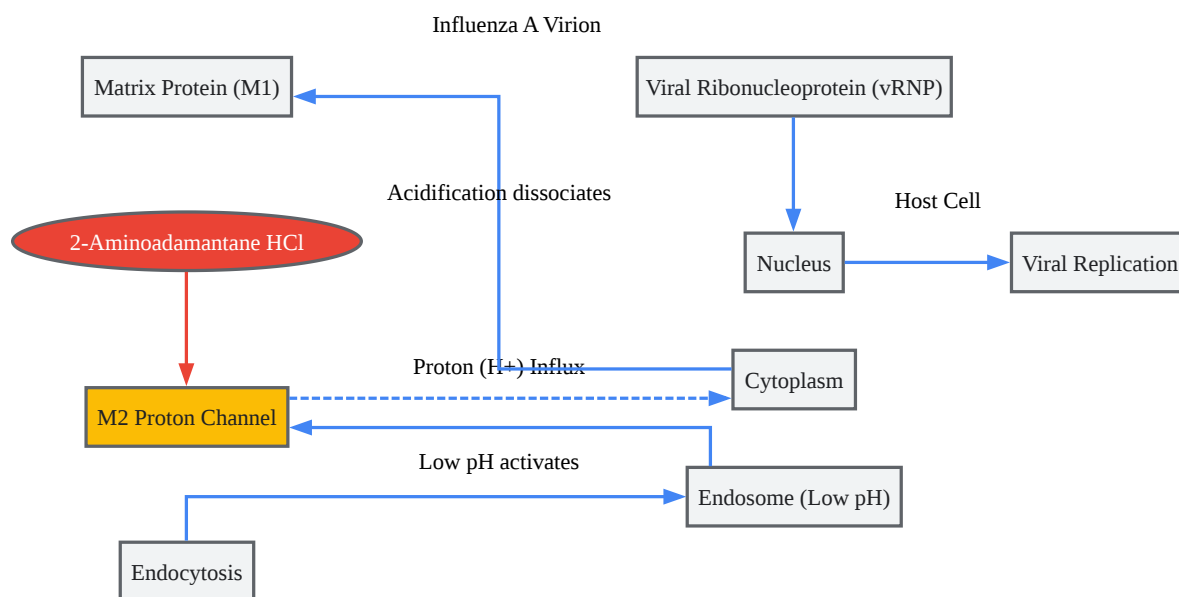 Influenza A Virion
Matrix Protein (M1)
Viral Ribonucleoprotein (vRNP)
Acidification dissociates
Host Cell
2-Aminoadamantane HCl
Nucleus
Viral Replication
Proton (H+) Influx
Cytoplasm
M2 Proton Channel
Low pH activates
Endosome (Low pH)
Endocytosis